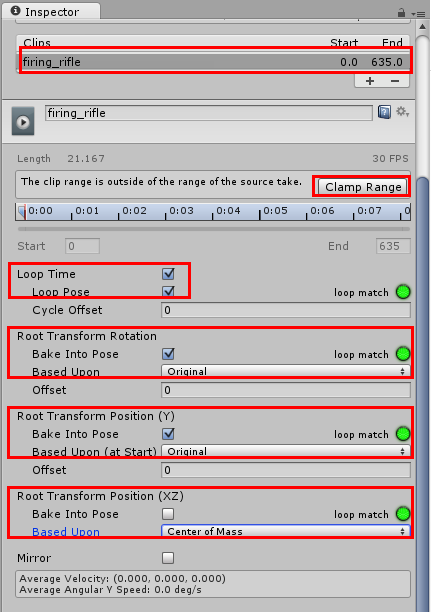 Inspector
Clips Start End
firing_rifle 0.0 635.0
+ −
firing_rifle
Length 21.167 30 FPS
The clip range is outside of the range of the source take. Clamp Range
0:00 0:01 0:02 0:03 0:04 0:05 0:06 0:07 0
Start 0 End 635
Loop Time
Loop Pose loop match
Cycle Offset 0
Root Transform Rotation
Bake Into Pose loop match
Based Upon Original
Offset 0
Root Transform Position (Y)
Bake Into Pose loop match
Based Upon (at Start) Original
Offset 0
Root Transform Position (XZ)
Bake Into Pose loop match
Based Upon Center of Mass
Mirror
Average Velocity: (0.000, 0.000, 0.000)
Average Angular Y Speed: 0.0 deg/s